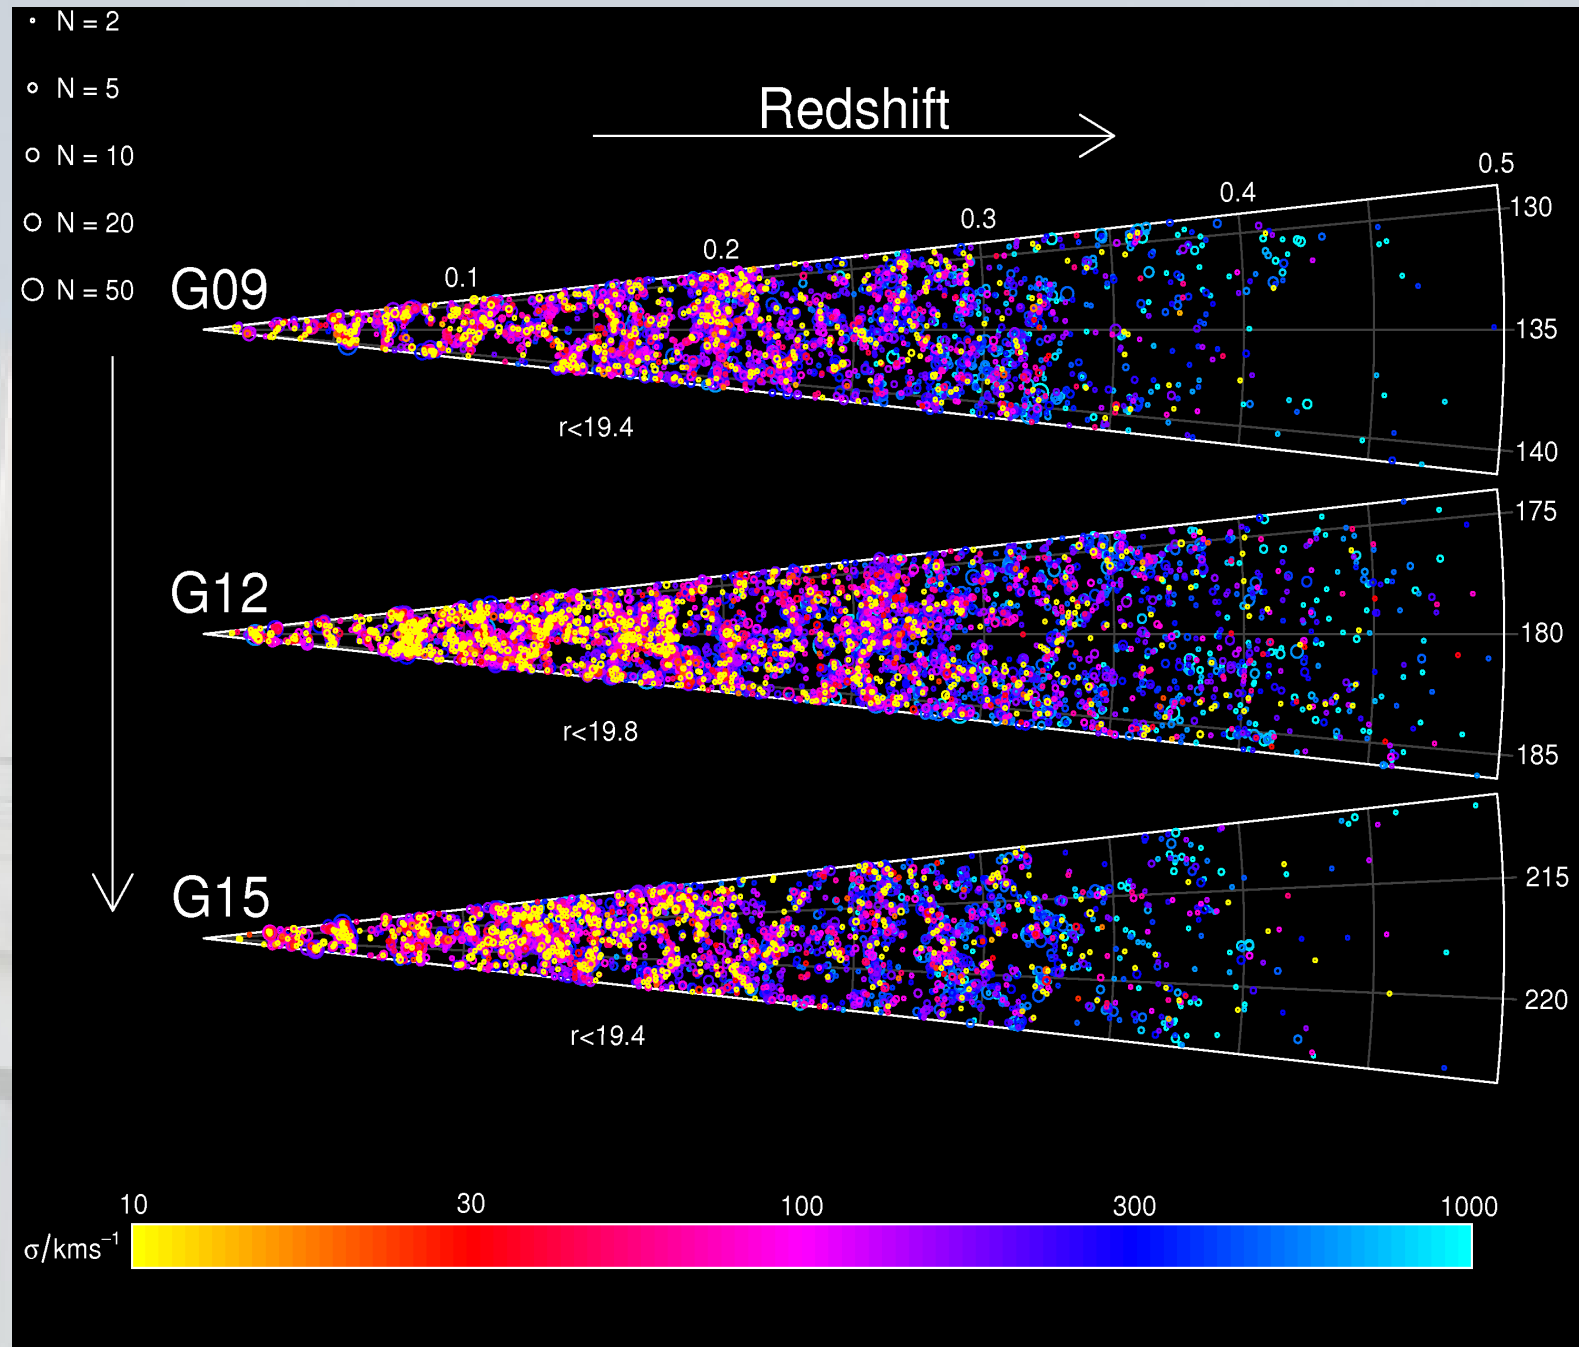 N = 2
N = 5
N = 10
N = 20
N = 50
Redshift
0.1
0.2
0.3
0.4
0.5
G09
130
135
140
r<19.4
G12
175
180
185
r<19.8
G15
215
220
r<19.4
10 30 100 300 1000
σ/kms⁻¹